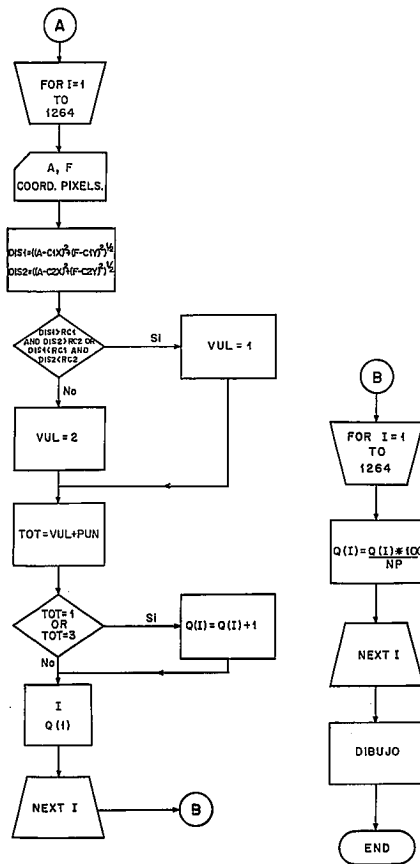 A
FOR I=1
TO
1264
A, F
COORD. PIXELS.
DIS1=((A-C1X)²+(F-C1Y)²)½
DIS2=((A-C2X)²+(F-C2Y)²)½
DIS1>RC1
AND DIS2>RC2 OR
DIS1<RC1 AND
DIS2<RC2
Si
VUL = 1
No
VUL = 2
TOT=VUL+PUN
TOT=1
OR
TOT=3
Si
Q(I)=Q(I)+1
No
I
Q(1)
NEXT I
B
B
FOR I=1
TO
1264
Q(I)=Q(I)*100
NP
NEXT I
DIBUJO
END